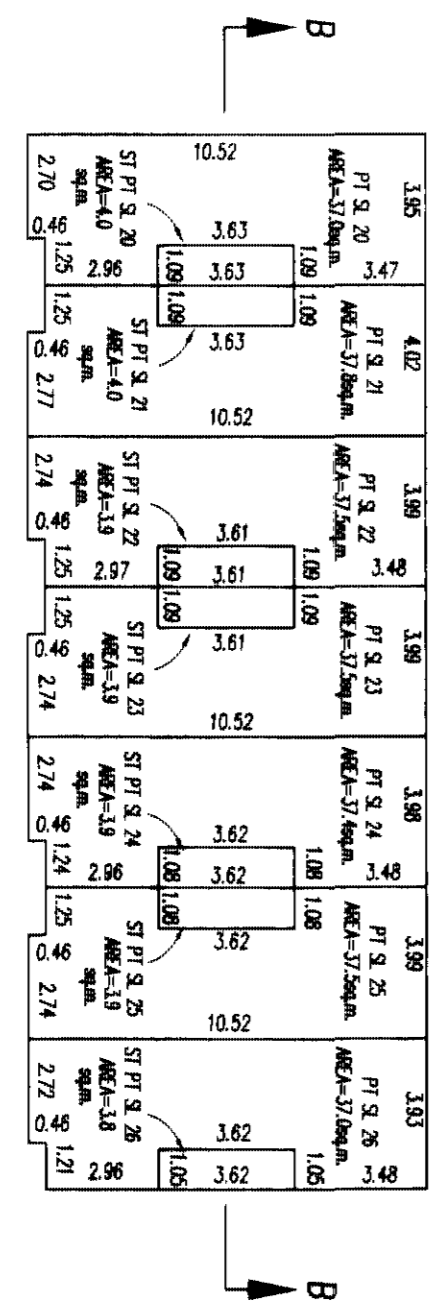 B
10.52
3.95
PT SL 20
AREA=37.0sq.m.
3.47
3.63
1.09
3.63
1.09
ST PT SL 20
AREA=4.0
sq.m.
2.70
0.46
1.25
2.96
4.02
PT SL 21
AREA=37.8sq.m.
1.09
1.09
3.63
ST PT SL 21
AREA=4.0
sq.m.
1.25
0.46
2.77
10.52
3.99
PT SL 22
AREA=37.5sq.m.
3.48
3.61
1.09
3.61
1.09
ST PT SL 22
AREA=3.9
sq.m.
2.74
0.46
1.25
2.97
3.99
PT SL 23
AREA=37.5sq.m.
1.09
1.09
3.61
ST PT SL 23
AREA=3.9
sq.m.
1.25
0.46
2.74
10.52
3.98
PT SL 24
AREA=37.4sq.m.
3.48
3.62
1.08
3.62
1.08
ST PT SL 24
AREA=3.9
sq.m.
2.74
0.46
1.24
2.96
3.99
PT SL 25
AREA=37.5sq.m.
1.08
1.08
3.62
ST PT SL 25
AREA=3.9
sq.m.
1.25
0.46
2.74
10.52
3.93
PT SL 26
AREA=37.0sq.m.
3.48
3.62
1.05
3.62
1.05
ST PT SL 26
AREA=3.8
sq.m.
2.72
0.46
1.21
2.96
B